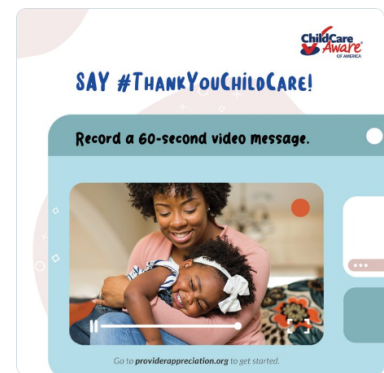 ChildCare
Aware®
OF AMERICA
SAY #THANKYOUCHILDCARE!
Record a 60-second video message.
Go to providerappreciation.org to get started.